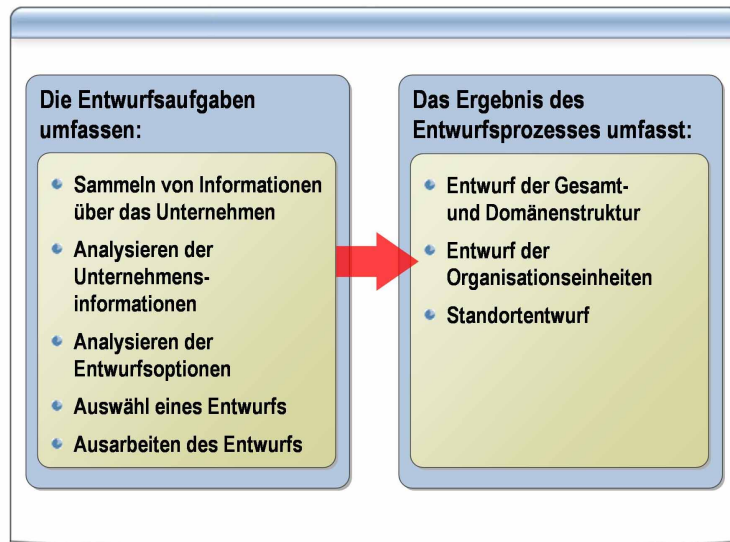 Die Entwurfsaufgaben
umfassen:
Sammeln von Informationen
über das Unternehmen
Analysieren der
Unternehmens-
informationen
Analysieren der
Entwurfsoptionen
Auswähl eines Entwurfs
Ausarbeiten des Entwurfs
Das Ergebnis des
Entwurfsprozesses umfasst:
Entwurf der Gesamt-
und Domänenstruktur
Entwurf der
Organisationseinheiten
Standortentwurf